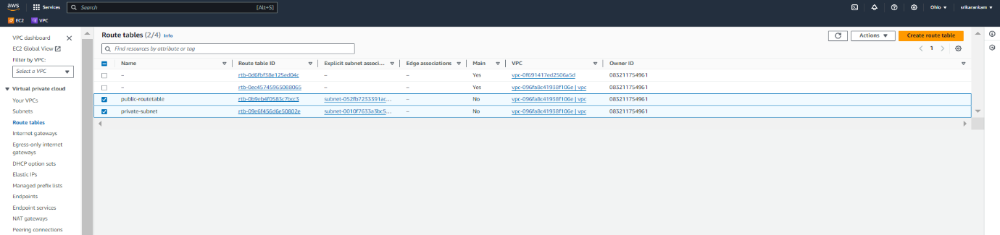 aws Services Search [Alt+S] Ohio srikarankam
EC2 VPC
VPC dashboard
EC2 Global View
Filter by VPC:
Select a VPC
Virtual private cloud
Your VPCs
Subnets
Route tables
Internet gateways
Egress-only internet
gateways
DHCP option sets
Elastic IPs
Managed prefix lists
Endpoints
Endpoint services
NAT gateways
Peering connections
Route tables (2/4) Info
Actions Create route table
Find resources by attribute or tag
1
Name Route table ID Explicit subnet associ... Edge associations Main VPC Owner ID
– rtb-0d6fbf38e125ed04c – – Yes vpc-0f691417ed2506a5d 083211754961
– rtb-0ec45745965088065 – – Yes vpc-096fa8c41938f106e | vpc 083211754961
public-routetable rtb-0b9eb4f0583c7bcc3 subnet-052fb7233391ac... – No vpc-096fa8c41938f106e | vpc 083211754961
private-subnet rtb-09e6f456d6e50802e subnet-0010f7633a3bc5... – No vpc-096fa8c41938f106e | vpc 083211754961